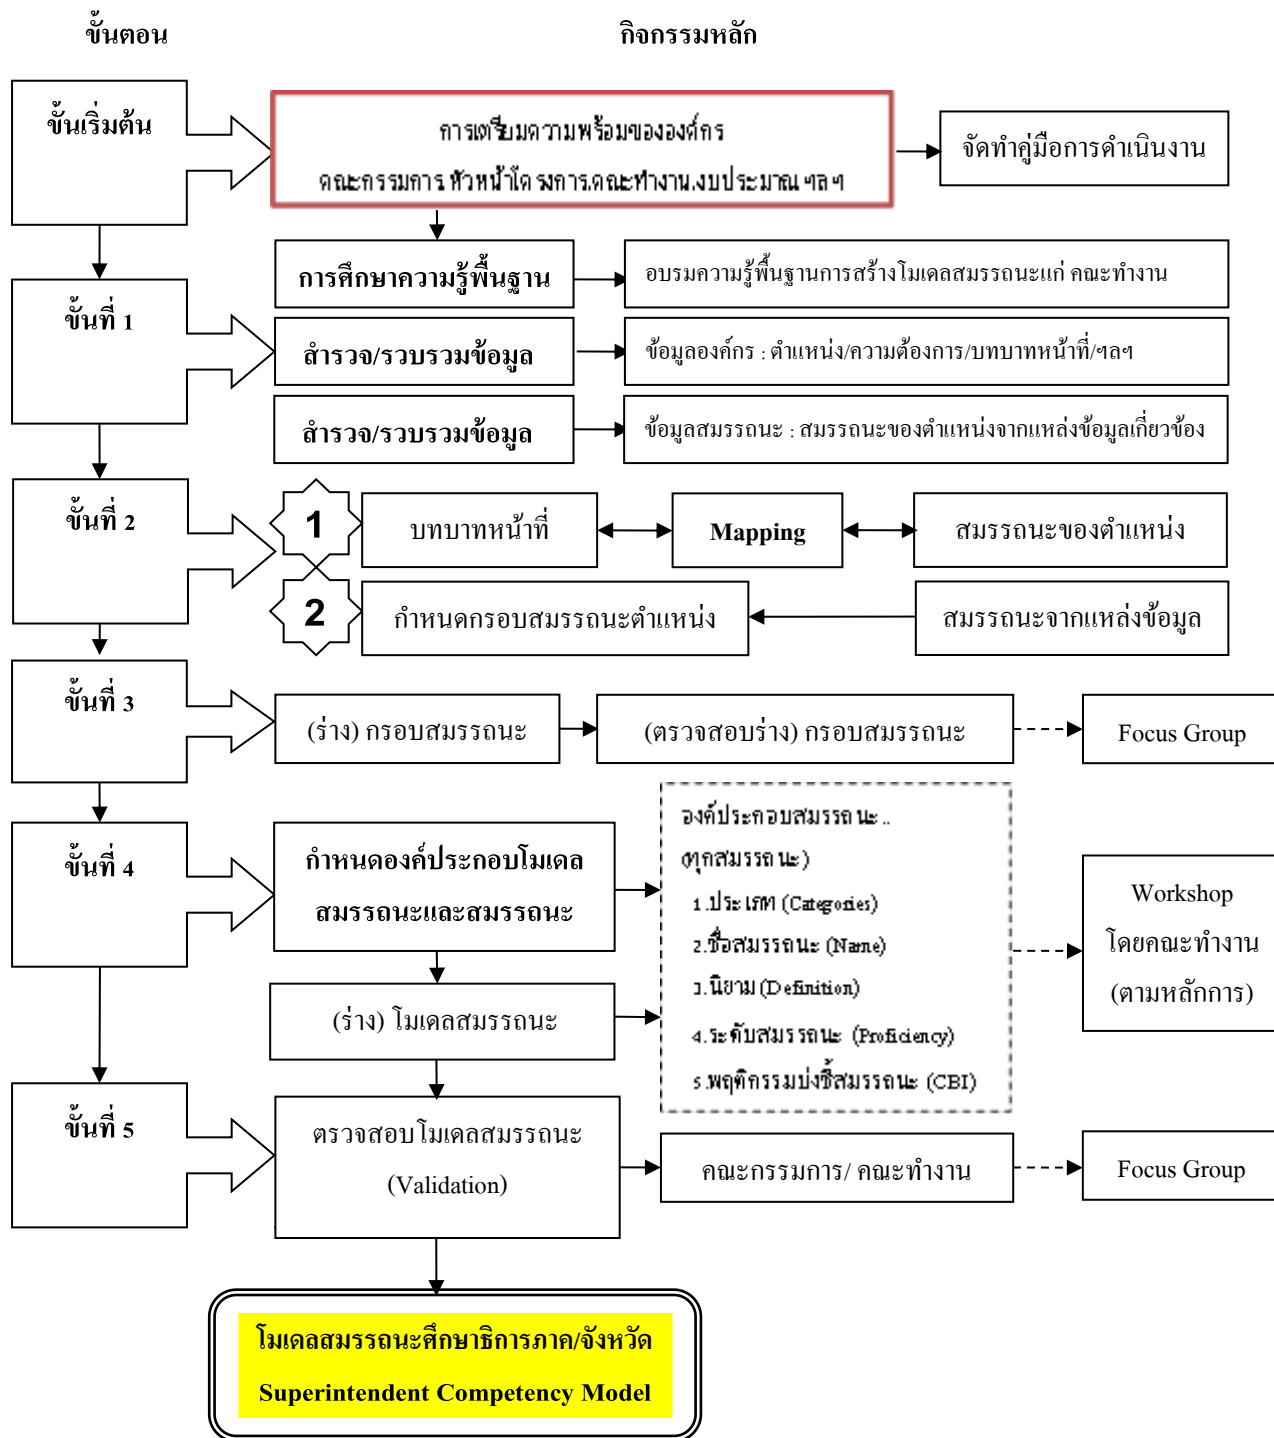 ขั้นตอน
กิจกรรมหลัก
ขั้นเริ่มต้น
การเตรียมความพร้อมขององค์กร
คณะกรรมการ,หัวหน้าโครงการ,คณะทำงาน,งบประมาณ ฯลฯ
จัดทำคู่มือการดำเนินงาน
ขั้นที่ 1
การศึกษาความรู้พื้นฐาน
อบรมความรู้พื้นฐานการสร้างโมเดลสมรรถนะแก่ คณะทำงาน
สำรวจ/รวบรวมข้อมูล
ข้อมูลองค์กร : ตำแหน่ง/ความต้องการ/บทบาทหน้าที่/ฯลฯ
สำรวจ/รวบรวมข้อมูล
ข้อมูลสมรรถนะ : สมรรถนะของตำแหน่งจากแหล่งข้อมูลเกี่ยวข้อง
ขั้นที่ 2
1
บทบาทหน้าที่
Mapping
สมรรถนะของตำแหน่ง
2
กำหนดกรอบสมรรถนะตำแหน่ง
สมรรถนะจากแหล่งข้อมูล
ขั้นที่ 3
(ร่าง) กรอบสมรรถนะ
(ตรวจสอบร่าง) กรอบสมรรถนะ
Focus Group
ขั้นที่ 4
กำหนดองค์ประกอบโมเดล
สมรรถนะและสมรรถนะ
(ร่าง) โมเดลสมรรถนะ
องค์ประกอบสมรรถนะ..
(ทุกสมรรถนะ)
1.ประเภท (Categories)
2.ชื่อสมรรถนะ (Name)
3.นิยาม (Definition)
4.ระดับสมรรถนะ (Proficiency)
5.พฤติกรรมบ่งชี้สมรรถนะ (CBI)
Workshop
โดยคณะทำงาน
(ตามหลักการ)
ขั้นที่ 5
ตรวจสอบโมเดลสมรรถนะ
(Validation)
คณะกรรมการ/ คณะทำงาน
Focus Group
โมเดลสมรรถนะศึกษาธิการภาค/จังหวัด
Superintendent Competency Model